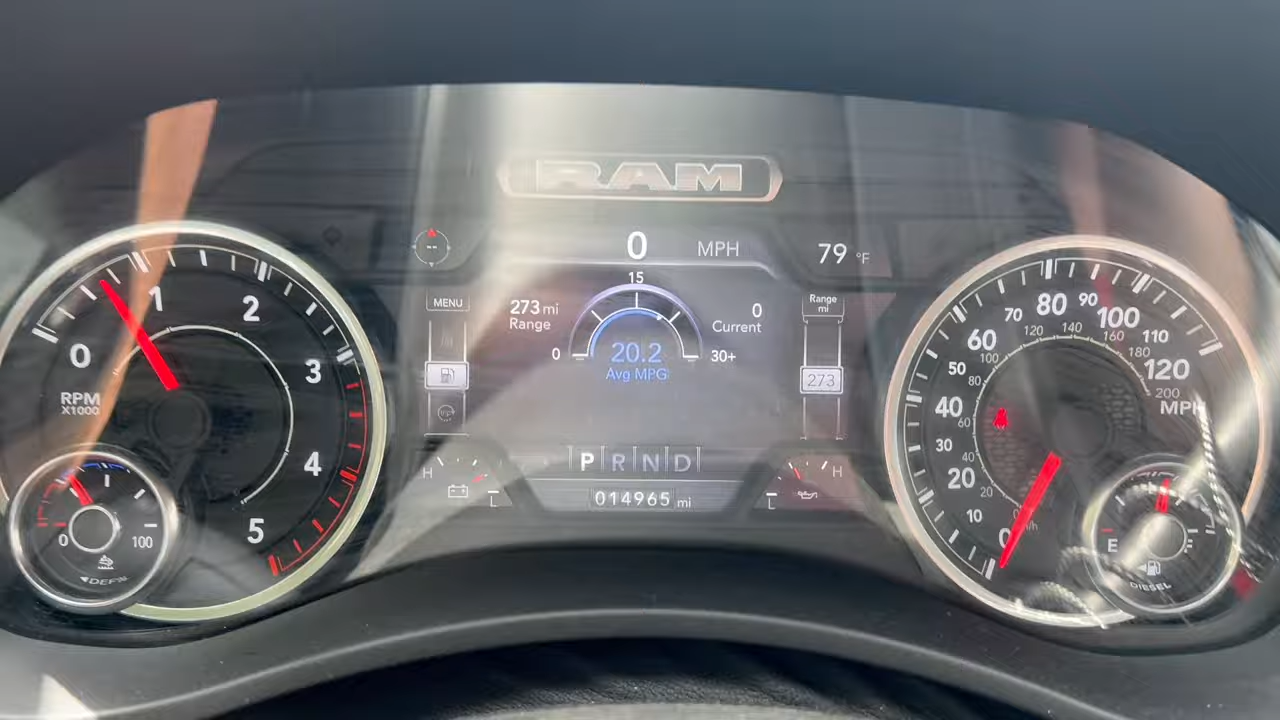 RAM
0 MPH 79 °F
15
MENU
273 mi
Range
0
Current
Range
mi
0 30+
20.2
Avg MPG
273
P R N D
H
L
H
L
014965 mi
0 1 2 3 4 5
RPM
X1000
0 100
DEF
0 10 20 30 40 50 60 70 80 90 100 110 120
MPH
20 40 60 80 100 120 140 160 180 200
E F
DIESEL